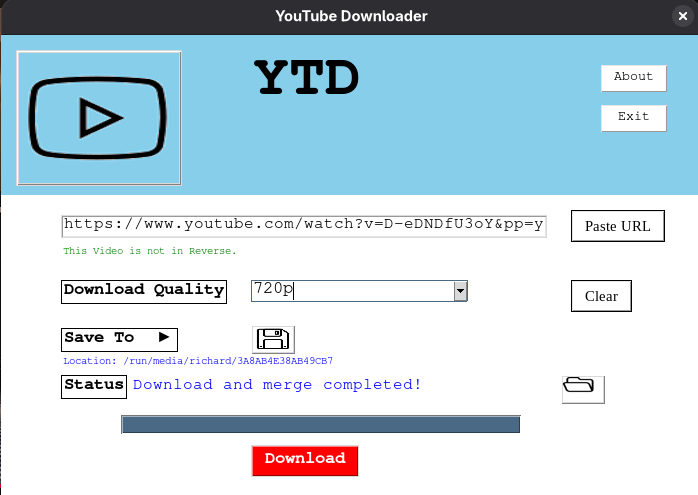 YouTube Downloader
YTD
About
Exit
https://www.youtube.com/watch?v=D-eDNDfU3oY&pp=y
Paste URL
This Video is not in Reverse.
Download Quality
720p
Clear
Save To ►
Location: /run/media/richard/3A8AB4E38AB49CB7
Status
Download and merge completed!
Download